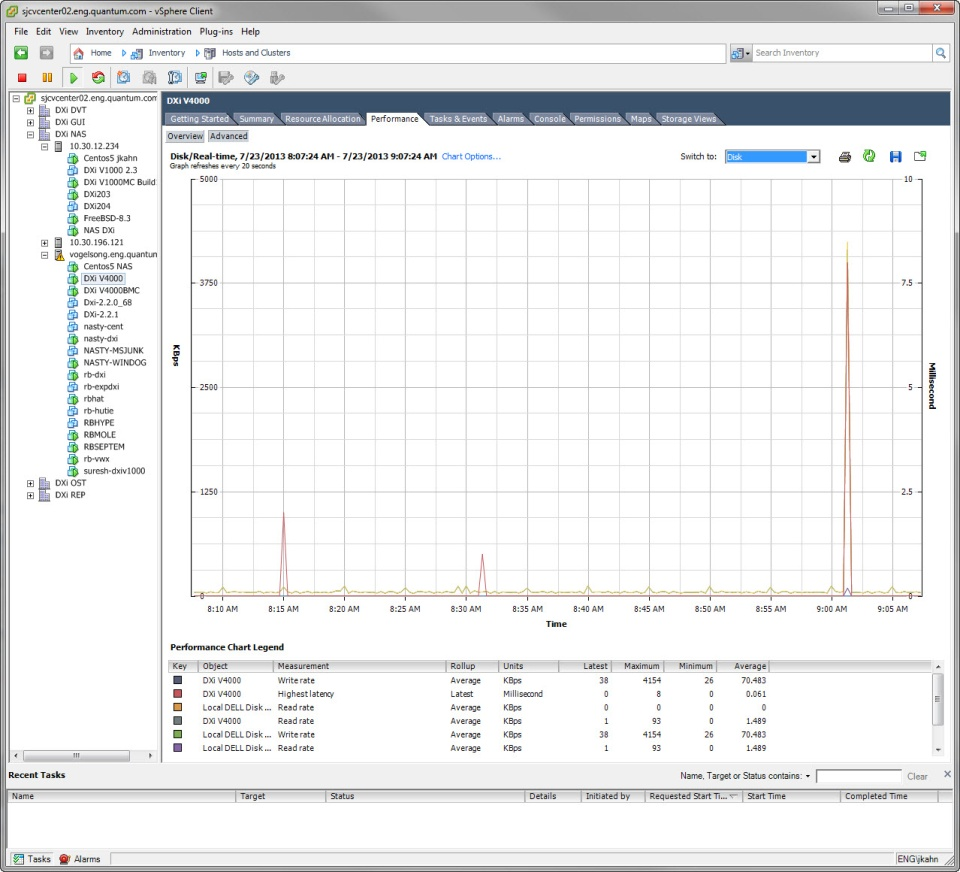 sjcvcenter02.eng.quantum.com - vSphere Client
File Edit View Inventory Administration Plug-ins Help
Home Inventory Hosts and Clusters Search Inventory
sjcvcenter02.eng.quantum.com
DXi DVT
DXi GUI
DXi NAS
10.30.12.234
Centos5 jkahn
DXi V1000 2.3
DXi V1000MC Build
DXi203
DXi204
FreeBSD-8.3
NAS DXi
10.30.196.121
vogelsong.eng.quantun
Centos5 NAS
DXi V4000
DXi V4000BMC
Dxi-2.2.0_68
DXi-2.2.1
nasty-cent
nasty-dxi
NASTY-MSJUNK
NASTY-WINDOG
rb-dxi
rb-expdxi
rbhat
rb-hutie
RBHYPE
RBMOLE
RBSEPTEM
rb-vwx
suresh-dxiv1000
DXi OST
DXi REP
DXi V4000
Getting Started Summary Resource Allocation Performance Tasks & Events Alarms Console Permissions Maps Storage Views
Overview Advanced
Disk/Real-time, 7/23/2013 8:07:24 AM - 7/23/2013 9:07:24 AM Chart Options... Switch to: Disk
Graph refreshes every 20 seconds
5000 10
3750 7.5
KBps
2500 5
Millisecond
1250 2.5
0 0
8:10 AM 8:15 AM 8:20 AM 8:25 AM 8:30 AM 8:35 AM 8:40 AM 8:45 AM 8:50 AM 8:55 AM 9:00 AM 9:05 AM
Time
Performance Chart Legend
Key Object Measurement Rollup Units Latest Maximum Minimum Average
DXi V4000 Write rate Average KBps 38 4154 26 70.483
DXi V4000 Highest latency Latest Millisecond 0 8 0 0.061
Local DELL Disk ... Read rate Average KBps 0 0 0 0
DXi V4000 Read rate Average KBps 1 93 0 1.489
Local DELL Disk ... Write rate Average KBps 38 4154 26 70.483
Local DELL Disk ... Read rate Average KBps 1 93 0 1.489
Recent Tasks Name, Target or Status contains: Clear
Name Target Status Details Initiated by Requested Start Ti... Start Time Completed Time
Tasks Alarms ENG\jkahn